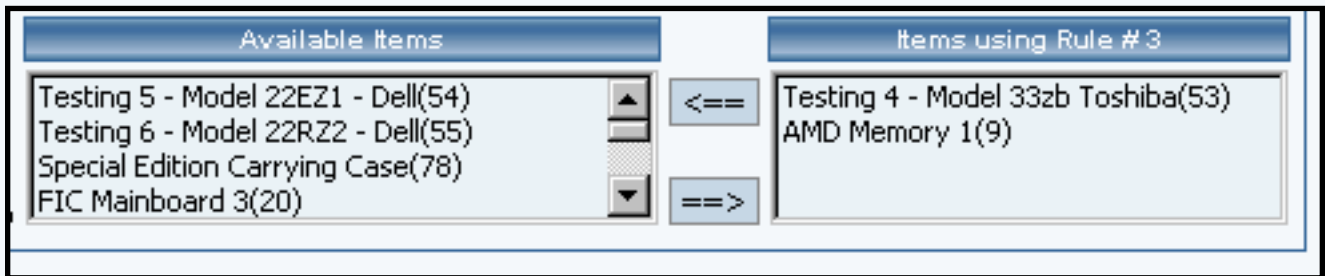 Available Items
Testing 5 - Model 22EZ1 - Dell(54)
Testing 6 - Model 22RZ2 - Dell(55)
Special Edition Carrying Case(78)
FIC Mainboard 3(20)
<==
==>
Items using Rule # 3
Testing 4 - Model 33zb Toshiba(53)
AMD Memory 1(9)